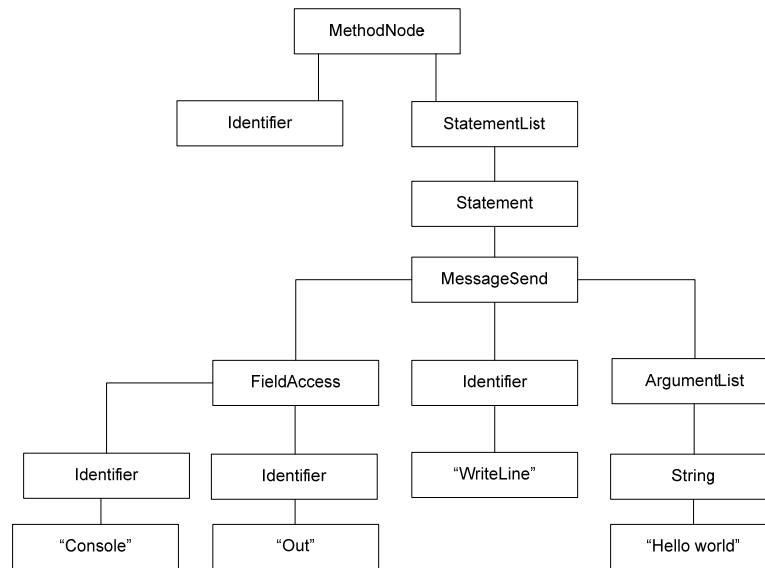 MethodNode
Identifier
StatementList
Statement
MessageSend
FieldAccess
Identifier
ArgumentList
Identifier
Identifier
“WriteLine”
String
“Console”
“Out”
“Hello world”